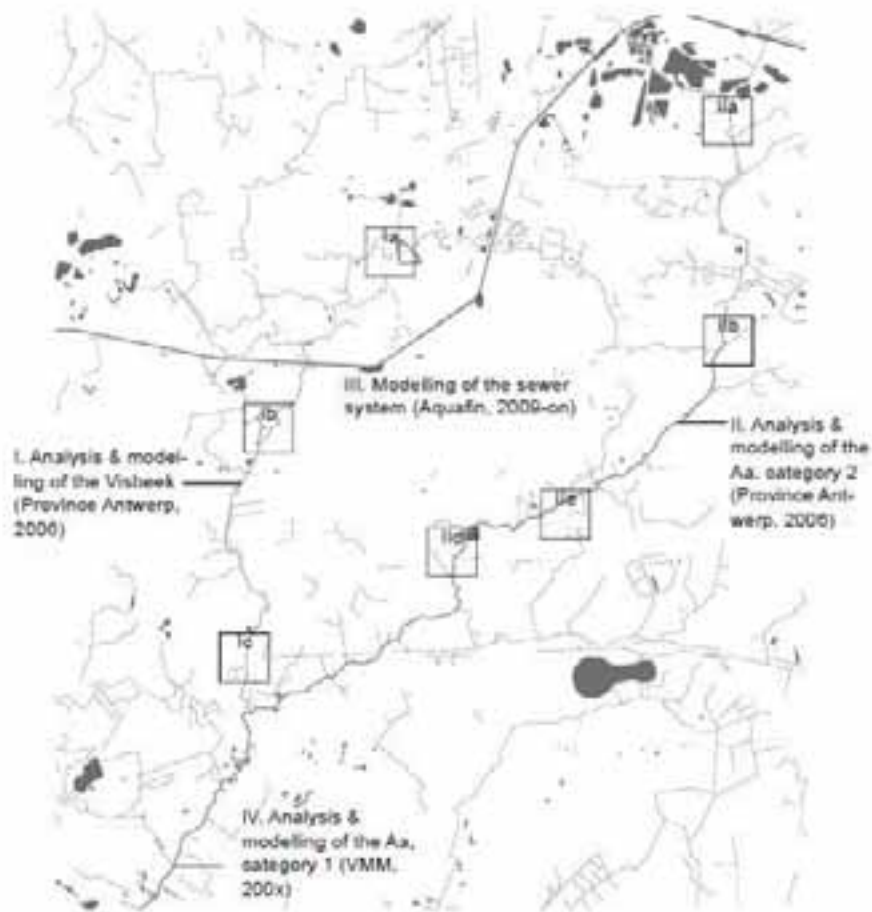 IIa
Ia
IIb
III. Modelling of the sewer
system (Aquafin, 2009-on)
Ib
II. Analysis &
modelling of the
Aa, category 2
(Province Ant-
werp, 2006)
I. Analysis & model-
ling of the Visbeek
(Province Antwerp,
2006)
IIc
IId
Ic
IV. Analysis &
modelling of the Aa,
category 1 (VMM,
200x)